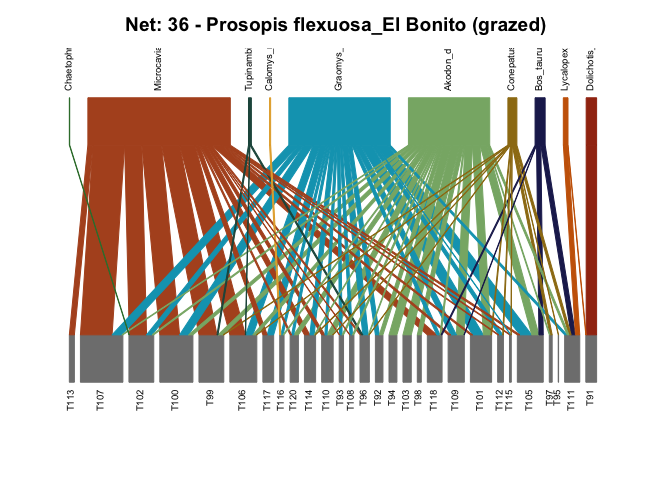 Net: 36 - Prosopis flexuosa_El Bonito (grazed)
Chaetophr
Microcavia
Tupinambi
Calomys_
Graomys_
Akodon_d
Conepatus
Bos_tauru
Lycalopex
Dolichotis_
T113
T107
T102
T100
T99
T106
T117
T116
T120
T114
T110
T93
T108
T96
T92
T94
T103
T98
T118
T109
T101
T112
T115
T105
T97
T95
T111
T91